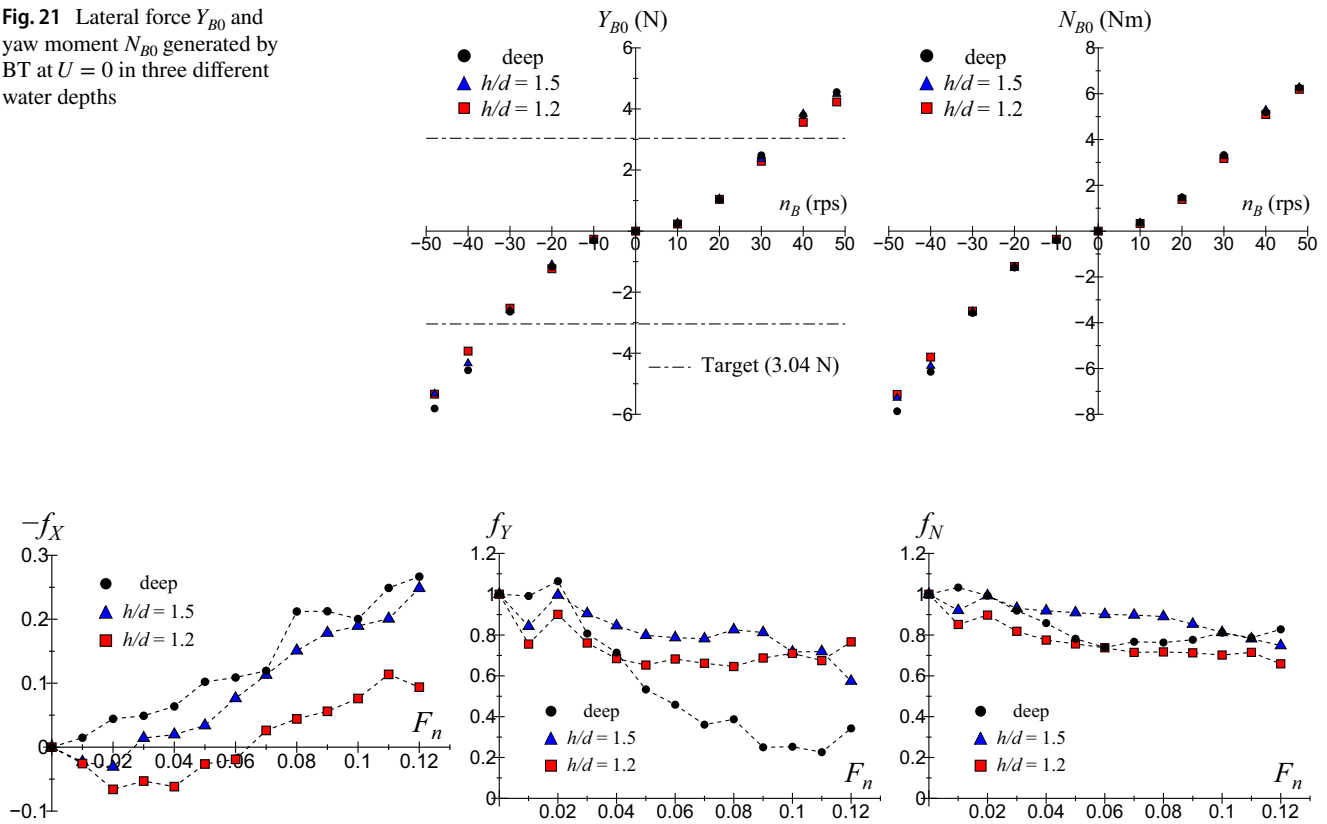 Fig. 21 Lateral force Y_B0 and
yaw moment N_B0 generated by
BT at U = 0 in three different
water depths
Y_B0 (N)
6
4
2
−2
−4
−6
deep
h/d = 1.5
h/d = 1.2
n_B (rps)
−50 −40 −30 −20 −10 0 10 20 30 40 50
Target (3.04 N)
N_B0 (Nm)
8
6
4
2
−2
−4
−6
−8
deep
h/d = 1.5
h/d = 1.2
n_B (rps)
−50 −40 −30 −20 −10 0 10 20 30 40 50
−f_X
0.3
0.2
0.1
0
−0.1
deep
h/d = 1.5
h/d = 1.2
F_n
0.02 0.04 0.06 0.08 0.10 0.12
f_Y
1.2
1
0.8
0.6
0.4
0.2
0
deep
h/d = 1.5
h/d = 1.2
F_n
0.02 0.04 0.06 0.08 0.1 0.12
f_N
1.2
1
0.8
0.6
0.4
0.2
0
deep
h/d = 1.5
h/d = 1.2
F_n
0.02 0.04 0.06 0.08 0.1 0.12